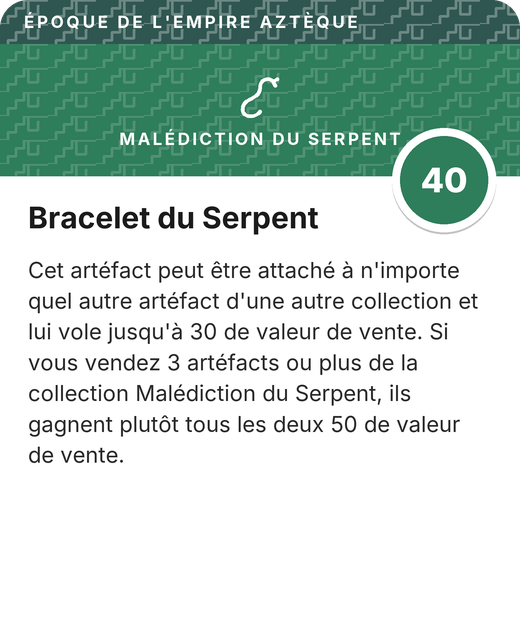 ÉPOQUE DE L'EMPIRE AZTÈQUE
MALÉDICTION DU SERPENT
40
Bracelet du Serpent
Cet artéfact peut être attaché à n'importe
quel autre artéfact d'une autre collection et
lui vole jusqu'à 30 de valeur de vente. Si
vous vendez 3 artéfacts ou plus de la
collection Malédiction du Serpent, ils
gagnent plutôt tous les deux 50 de valeur
de vente.